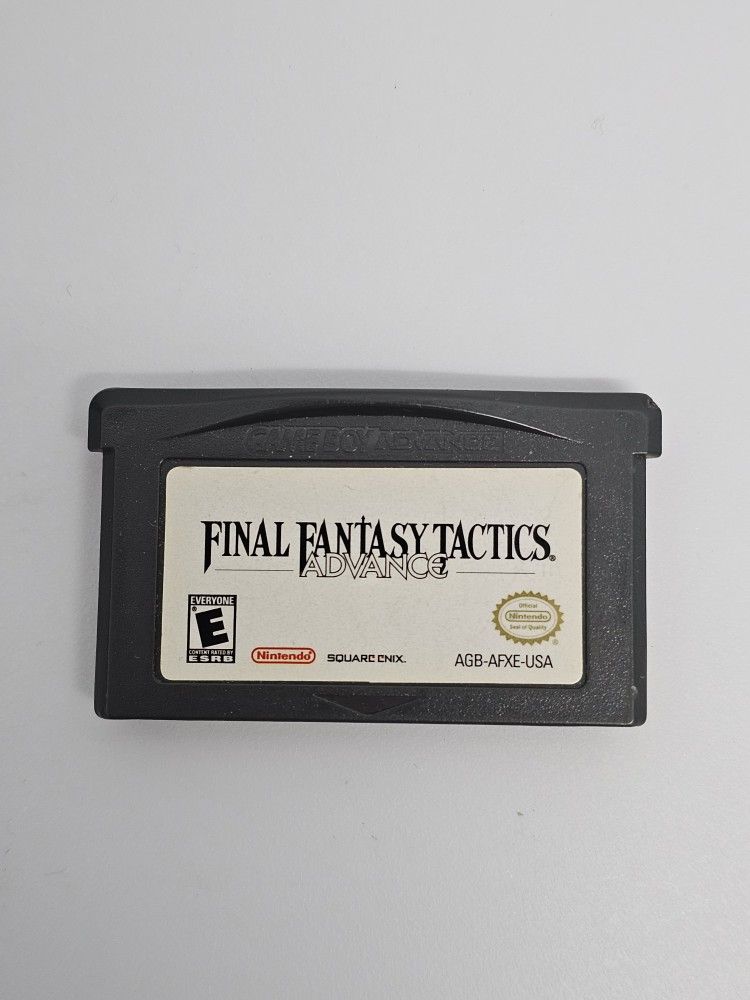 GAME BOY ADVANCE
FINAL FANTASY TACTICS®
ADVANCE
EVERYONE
E
CONTENT RATED BY
ESRB
Nintendo®
SQUARE ENIX.
Official
Nintendo
Seal of Quality
®
AGB-AFXE-USA